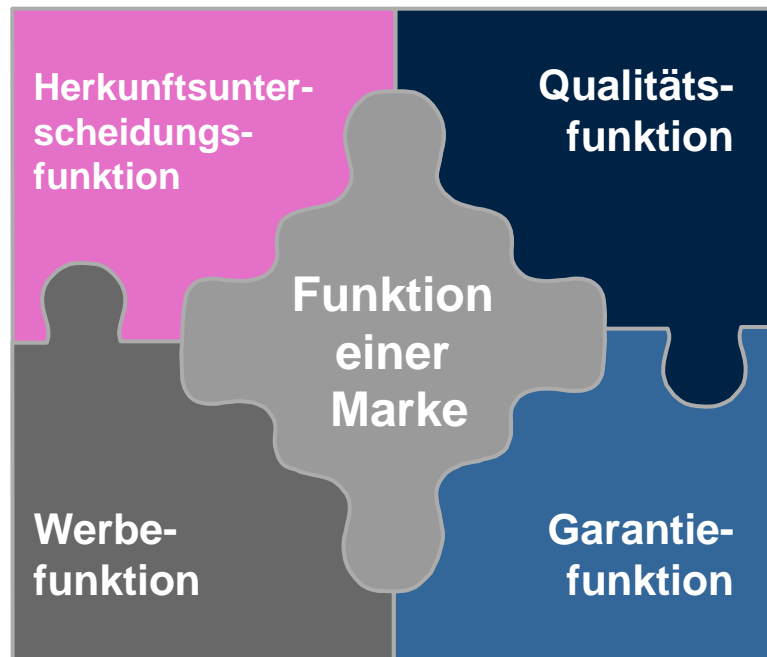 Herkunftsunter-
scheidungs-
funktion
Qualitäts-
funktion
Funktion
einer
Marke
Werbe-
funktion
Garantie-
funktion